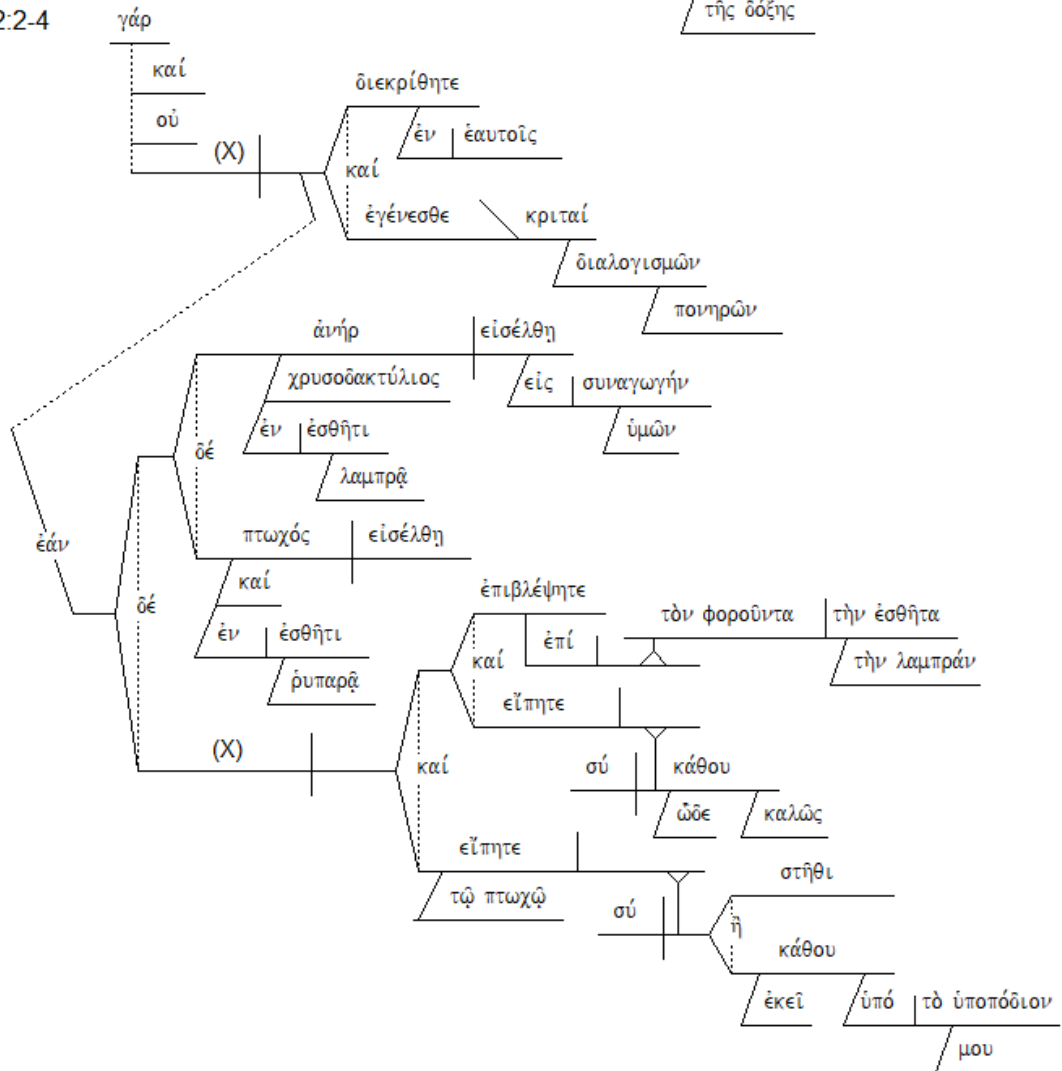 2:2-4
γάρ
τῆς δόξης
καί
οὐ
(X)
διεκρίθητε
ἐν ἑαυτοῖς
καί
ἐγένεσθε κριταί
διαλογισμῶν
πονηρῶν
ἐάν
δέ
δέ
ἀνήρ εἰσέλθῃ
χρυσοδακτύλιος
εἰς συναγωγήν
ὑμῶν
ἐν ἐσθῆτι
λαμπρᾷ
πτοχός εἰσέλθῃ
καί
ἐν ἐσθῆτι
ῥυπαρᾷ
(X)
καί
καί
ἐπιβλέψητε
ἐπί
τὸν φοροῦντα τὴν ἐσθῆτα
τὴν λαμπράν
εἴπητε
σύ κάθου
ὧδε καλῶς
εἴπητε
τῷ πτοχῷ
σύ
στῆθι
ἢ
κάθου
ἐκεῖ ὑπό τὸ ὑποπόδιον
μου